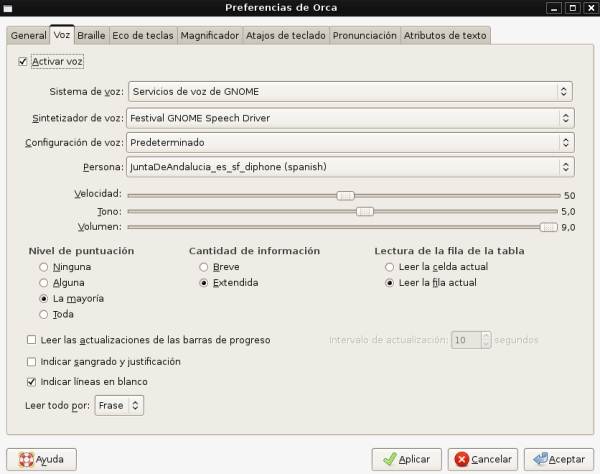 Preferencias de Orca
General Voz Braille Eco de teclas Magnificador Atajos de teclado Pronunciación Atributos de texto
Activar voz
Sistema de voz: Servicios de voz de GNOME
Sintetizador de voz: Festival GNOME Speech Driver
Configuración de voz: Predeterminado
Persona: JuntaDeAndalucia_es_sf_diphone (spanish)
Velocidad: 50
Tono: 5,0
Volumen: 9,0
Nivel de puntuación Cantidad de información Lectura de la fila de la tabla
Ninguna Breve Leer la celda actual
Alguna Extendida Leer la fila actual
La mayoría
Toda
Leer las actualizaciones de las barras de progreso Intervalo de actualización: 10 segundos
Indicar sangrado y justificación
Indicar líneas en blanco
Leer todo por: Frase
Ayuda Aplicar Cancelar Aceptar